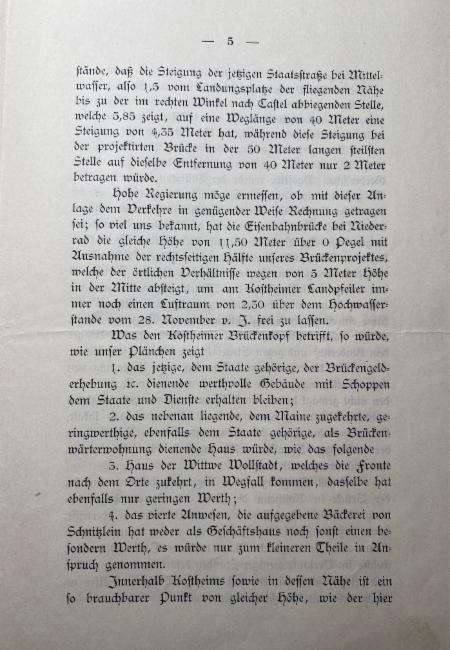 — 5 —
stände, daß die Steigung der jetzigen Staatsstraße bei Mittel-
wasser, also 1,5 vom Landungsplatze der fliegenden Nähe
bis zu der im rechten Winkel nach Castel abbiegenden Stelle,
welche 5,85 zeigt, auf eine Weglänge von 40 Meter eine
Steigung von 4,35 Meter hat, während diese Steigung bei
der projektirten Brücke in der 50 Meter langen steilsten
Stelle auf dieselbe Entfernung von 40 Meter nur 2 Meter
betragen würde.
Hohe Regierung möge ermessen, ob mit dieser An-
lage dem Verkehre in genügender Weise Rechnung getragen
sei; so viel uns bekannt, hat die Eisenbahnbrücke bei Nieder-
rad die gleiche Höhe von 11,50 Meter über 0 Pegel mit
Ausnahme der rechtseitigen Hälfte unseres Brückenprojektes,
welche der örtlichen Verhältnisse wegen von 5 Meter Höhe
in der Mitte absteigt, um am Kostheimer Landpfeiler im-
mer noch einen Luftraum von 2,50 über dem Hochwasser-
stande vom 28. November v. J. frei zu lassen.
Was den Kostheimer Brückenkopf betrifft, so würde,
wie unser Plänchen zeigt
1. das jetzige, dem Staate gehörige, der Brückengeld-
erhebung ꝛc. dienende werthvolle Gebäude mit Schoppen
dem Staate und Dienste erhalten bleiben;
2. das nebenan liegende, dem Maine zugekehrte, ge-
ringwerthige, ebenfalls dem Staate gehörige, als Brücken-
wärterwohnung dienende Haus würde, wie das folgende
3. Haus der Wittwe Wollstadt, welches die Fronte
nach dem Orte zukehrt, in Wegfall kommen, dasselbe hat
ebenfalls nur geringen Werth;
4. das vierte Anwesen, die aufgegebene Bäckerei von
Schnitzlein hat weder als Geschäftshaus noch sonst einen be-
sondern Werth, es würde nur zum kleineren Theile in An-
spruch genommen.
Innerhalb Kostheims sowie in dessen Nähe ist ein
so brauchbarer Punkt von gleicher Höhe, wie der hier